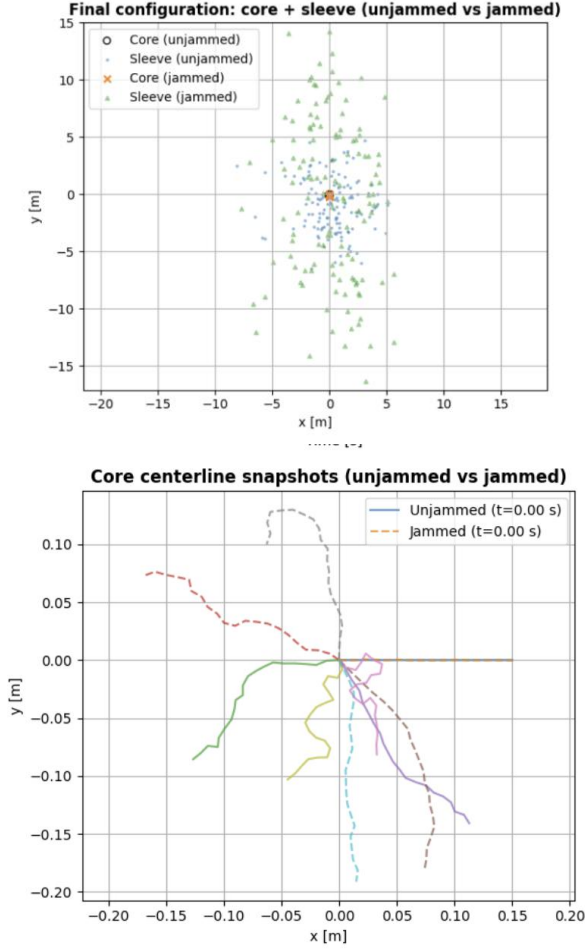 Final configuration: core + sleeve (unjammed vs jammed)
15
Core (unjammed)
Sleeve (unjammed)
Core (jammed)
Sleeve (jammed)
10
5
0
−5
−10
−15
y [m]
−20 −15 −10 −5 0 5 10 15
x [m]
Core centerline snapshots (unjammed vs jammed)
Unjammed (t=0.00 s)
Jammed (t=0.00 s)
0.10
0.05
0.00
−0.05
−0.10
−0.15
−0.20
y [m]
−0.20 −0.15 −0.10 −0.05 0.00 0.05 0.10 0.15 0.20
x [m]